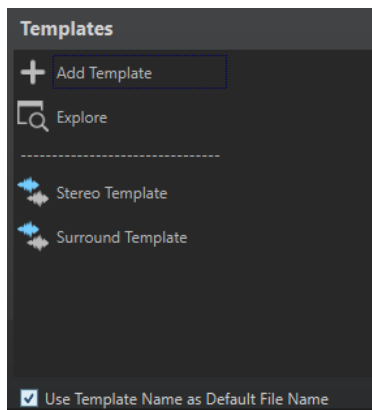 Templates
Add Template
Explore
--------------------------------
Stereo Template
Surround Template
Use Template Name as Default File Name